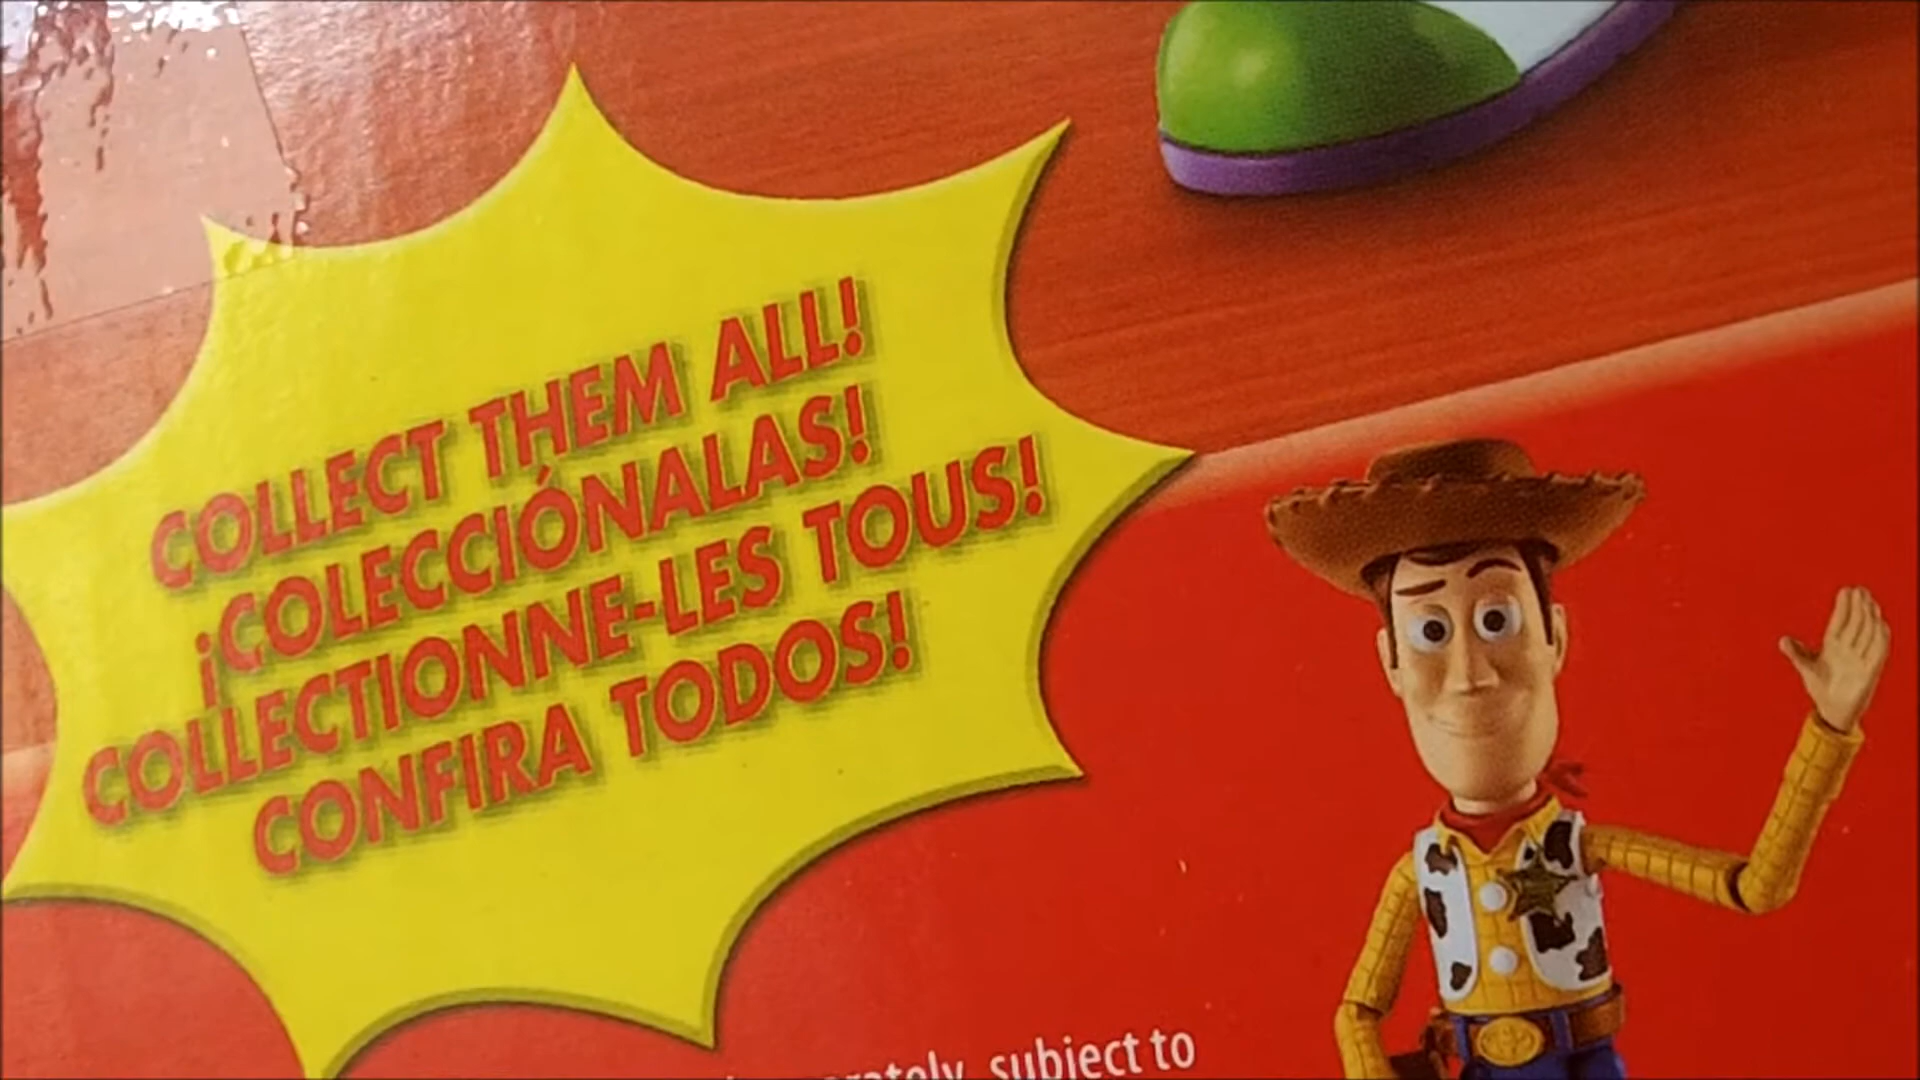 COLLECT THEM ALL!
¡COLECCIÓNALAS!
COLLECTIONNE-LES TOUS!
CONFIRA TODOS!
subject to